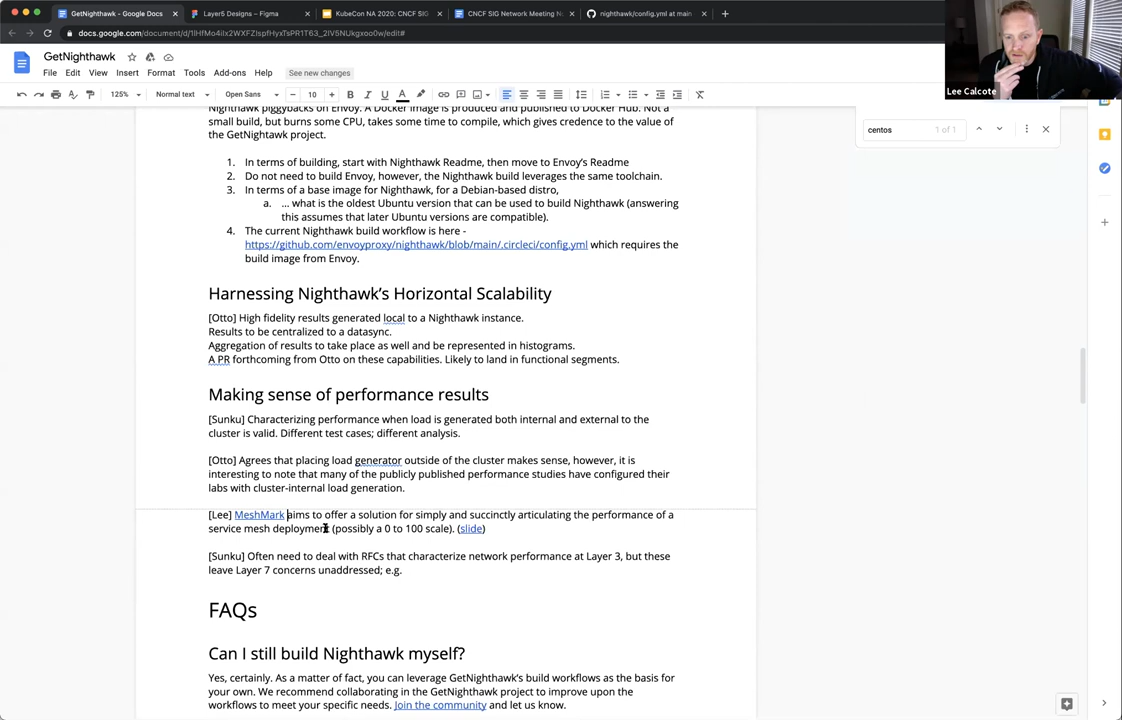 GetNighthawk - Google Docs
Layer5 Designs – Figma
KubeCon NA 2020: CNCF SIG
CNCF SIG Network Meeting N
nighthawk/config.yml at main
docs.google.com/document/d/
GetNighthawk
File Edit View Insert Format Tools Add-ons Help See new changes
125% Normal text Open Sans 10
Lee Calcote
centos 1 of 1
Nighthawk piggybacks on Envoy. A Docker image is produced and published to Docker Hub. Not a
small build, but burns some CPU, takes some time to compile, which gives credence to the value of
the GetNightawk project.
1. In terms of building, start with Nighthawk Readme, then move to Envoy's Readme
2. Do not need to build Envoy, however, the Nighthawk build leverages the same toolchain.
3. In terms of a base image for Nighthawk, for a Debian-based distro,
a. ... what is the oldest Ubuntu version that can be used to build Nighthawk (answering
this assumes that later Ubuntu versions are compatible).
4. The current Nighthawk build workflow is here -
https://github.com/envoyproxy/nighthawk/blob/main/.circleci/config.yml which requires the
build image from Envoy.
Harnessing Nighthawk's Horizontal Scalability
[Otto] High fidelity results generated local to a Nighthawk instance.
Results to be centralized to a datasync.
Aggregation of results to take place as well and be represented in histograms.
A PR forthcoming from Otto on these capabilities. Likely to land in functional segments.
Making sense of performance results
[Sunku] Characterizing performance when load is generated both internal and external to the
cluster is valid. Different test cases; different analysis.
[Otto] Agrees that placing load generator outside of the cluster makes sense, however, it is
interesting to note that many of the publicly published performance studies have configured their
labs with cluster-internal load generation.
[Lee] MeshMark aims to offer a solution for simply and succinctly articulating the performance of a
service mesh deployment (possibly a 0 to 100 scale). (slide)
[Sunku] Often need to deal with RFCs that characterize network performance at Layer 3, but these
leave Layer 7 concerns unaddressed; e.g.
FAQs
Can I still build Nighthawk myself?
Yes, certainly. As a matter of fact, you can leverage GetNighthawk's build workflows as the basis for
your own. We recommend collaborating in the GetNighthawk project to improve upon the
workflows to meet your specific needs. Join the community and let us know.